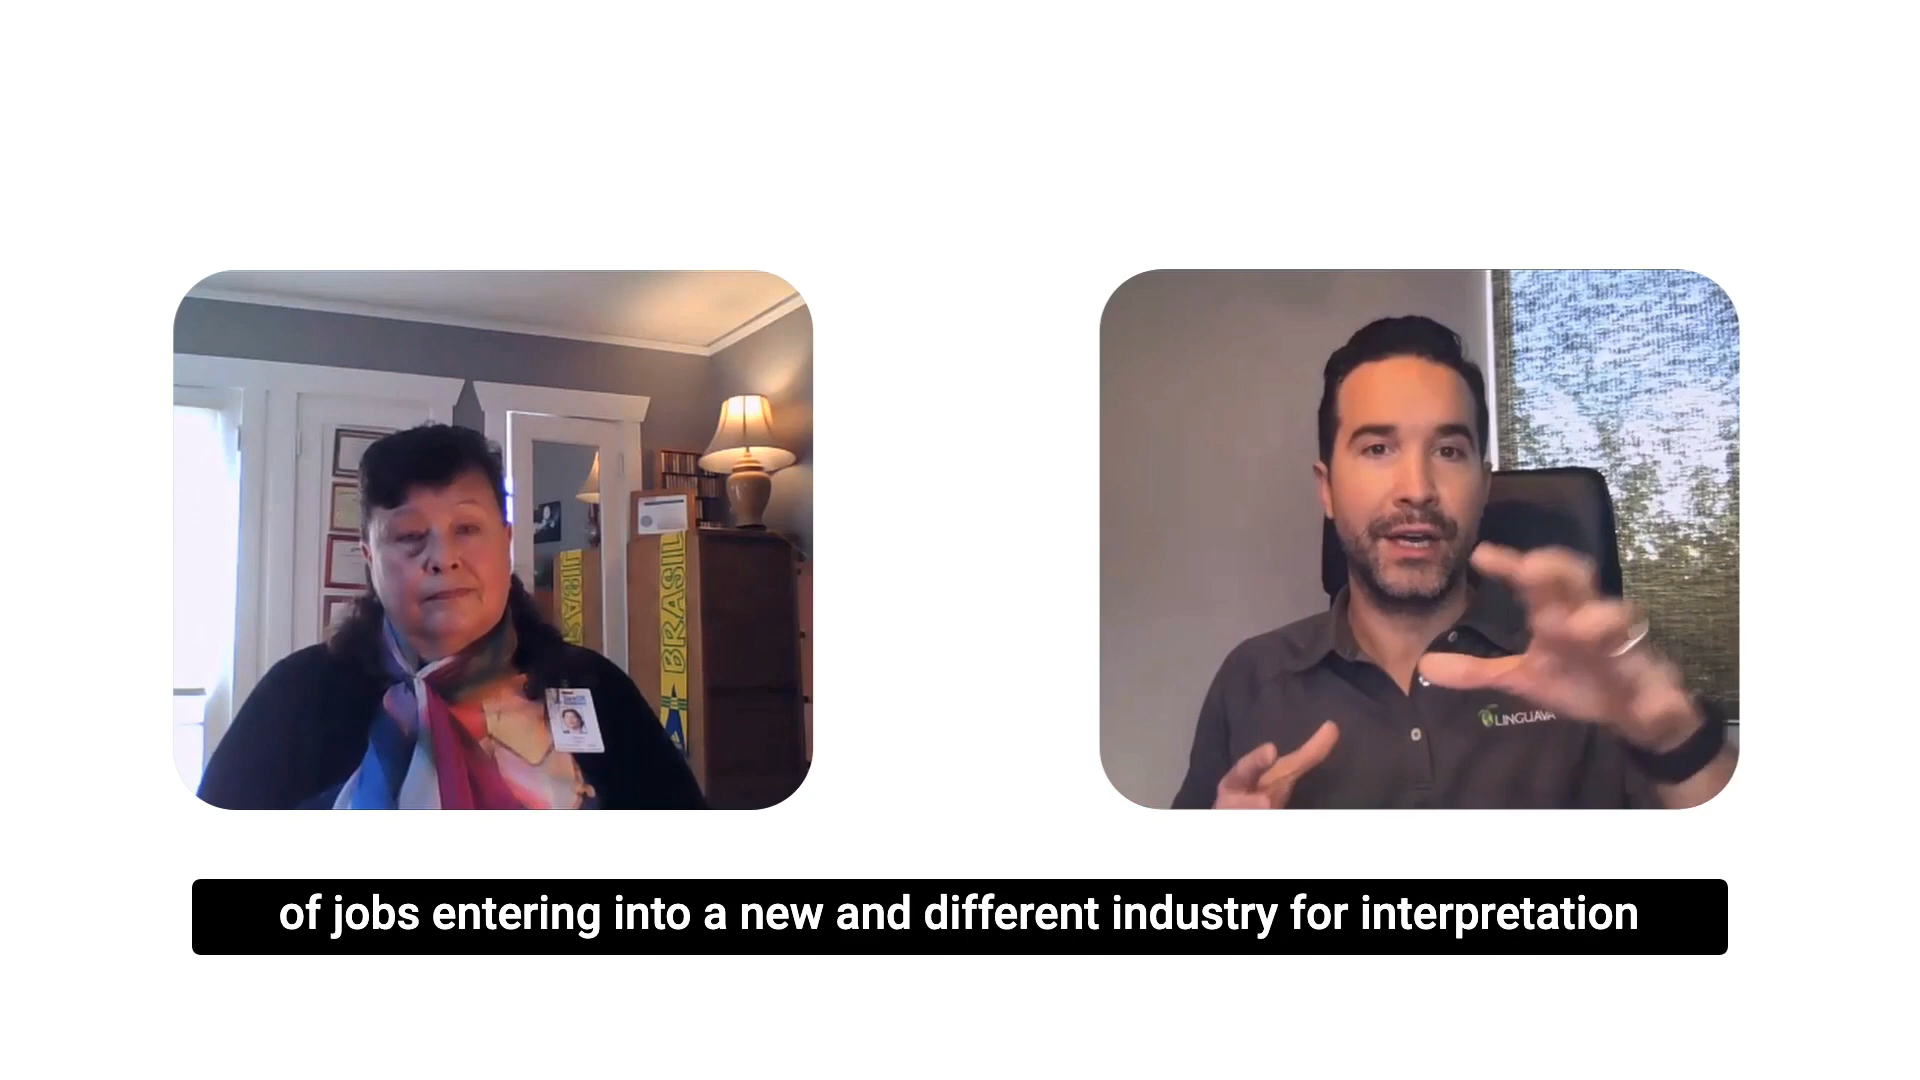 BRASIL
BRASIL
LINGUAVA
of jobs entering into a new and different industry for interpretation